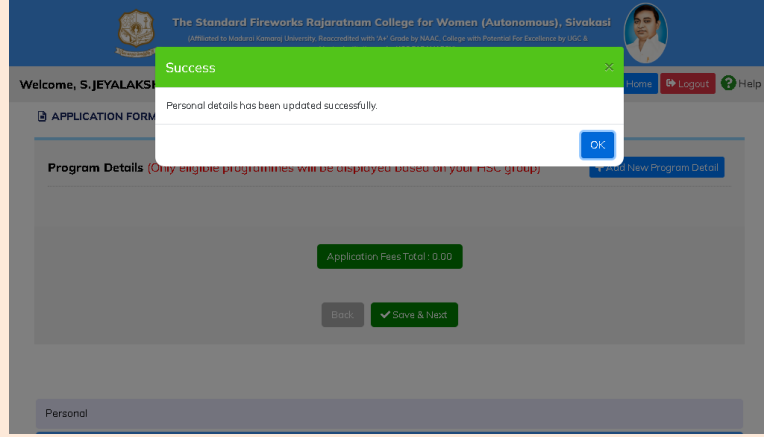 The Standard Fireworks Rajaratnam College for Women (Autonomous), Sivakasi
(Affiliated to Madurai Kamaraj University, Reaccredited with 'A+' Grade by NAAC, College with Potential For Excellence by UGC &
Success ×
Welcome, S.JEYALAKS
Home Logout ? Help
Personal details has been updated successfully.
APPLICATION FORM
OK
Program Details (Only eligible programmes will be displayed based on your HSC group)
+ Add New Program Detail
Application Fees Total : 0.00
Back ✔ Save & Next
Personal